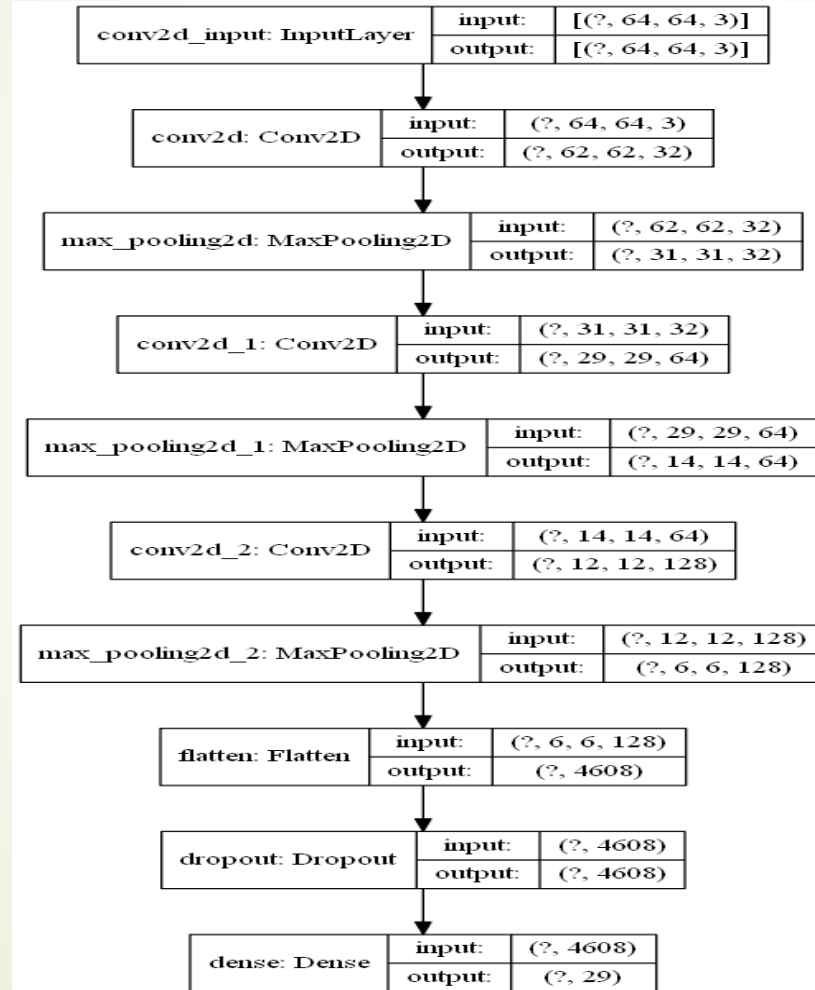 conv2d_input: InputLayer input: [(?, 64, 64, 3)]
output: [(?, 64, 64, 3)]
conv2d: Conv2D input: (?, 64, 64, 3)
output: (?, 62, 62, 32)
max_pooling2d: MaxPooling2D input: (?, 62, 62, 32)
output: (?, 31, 31, 32)
conv2d_1: Conv2D input: (?, 31, 31, 32)
output: (?, 29, 29, 64)
max_pooling2d_1: MaxPooling2D input: (?, 29, 29, 64)
output: (?, 14, 14, 64)
conv2d_2: Conv2D input: (?, 14, 14, 64)
output: (?, 12, 12, 128)
max_pooling2d_2: MaxPooling2D input: (?, 12, 12, 128)
output: (?, 6, 6, 128)
flatten: Flatten input: (?, 6, 6, 128)
output: (?, 4608)
dropout: Dropout input: (?, 4608)
output: (?, 4608)
dense: Dense input: (?, 4608)
output: (?, 29)